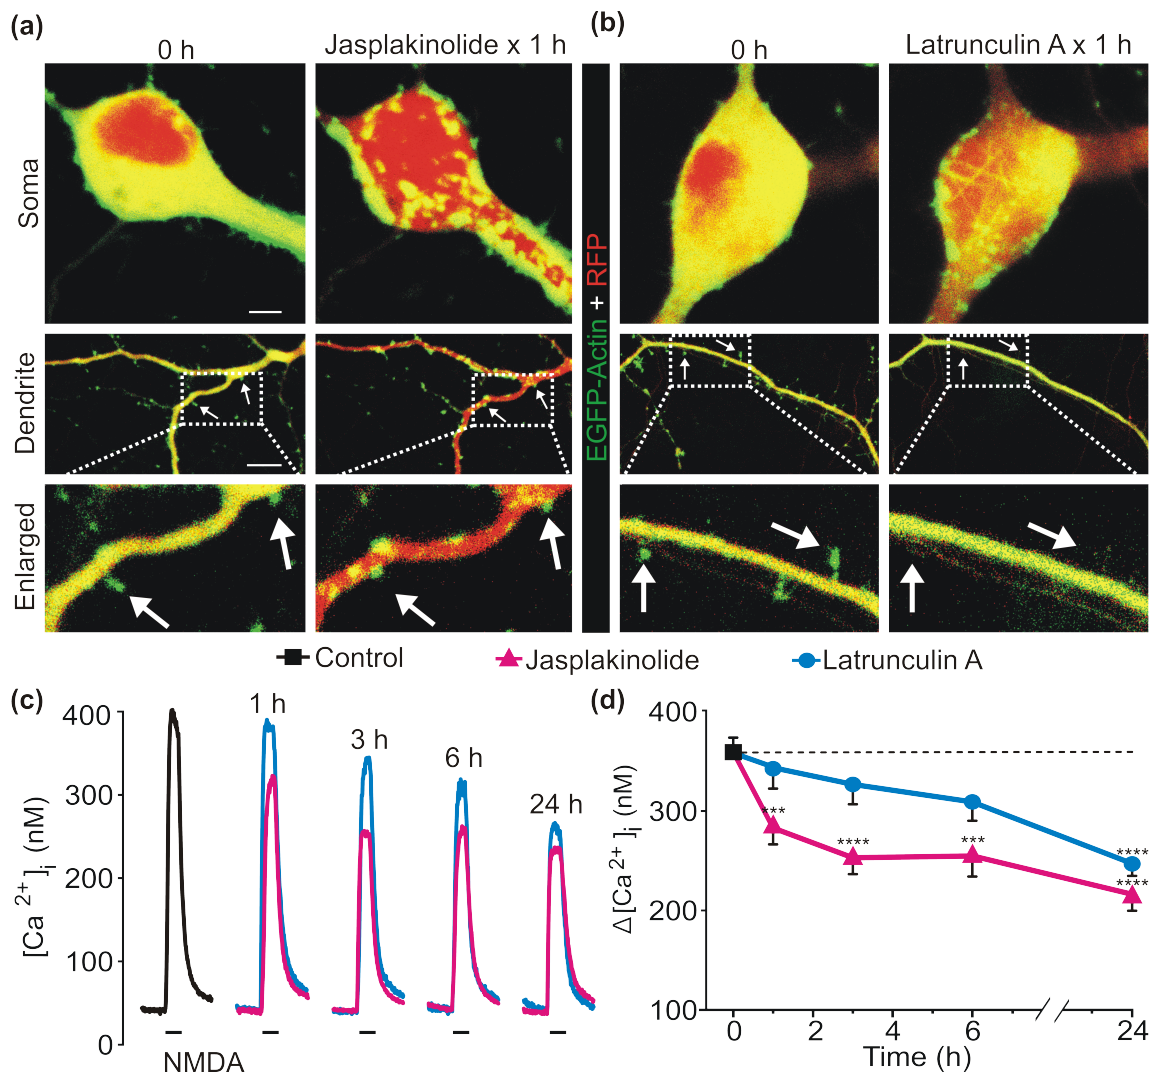 (a)
0 h
Jasplakinolide x 1 h
(b)
0 h
Latrunculin A x 1 h
Soma
Dendrite
Enlarged
EGFP-Actin + RFP
Control
Jasplakinolide
Latrunculin A
(c)
[Ca 2+]i (nM)
400
300
200
100
0
1 h
3 h
6 h
24 h
NMDA
(d)
Δ[Ca 2+]i (nM)
400
300
200
100
***
****
***
****
****
0
2
4
6
24
Time (h)